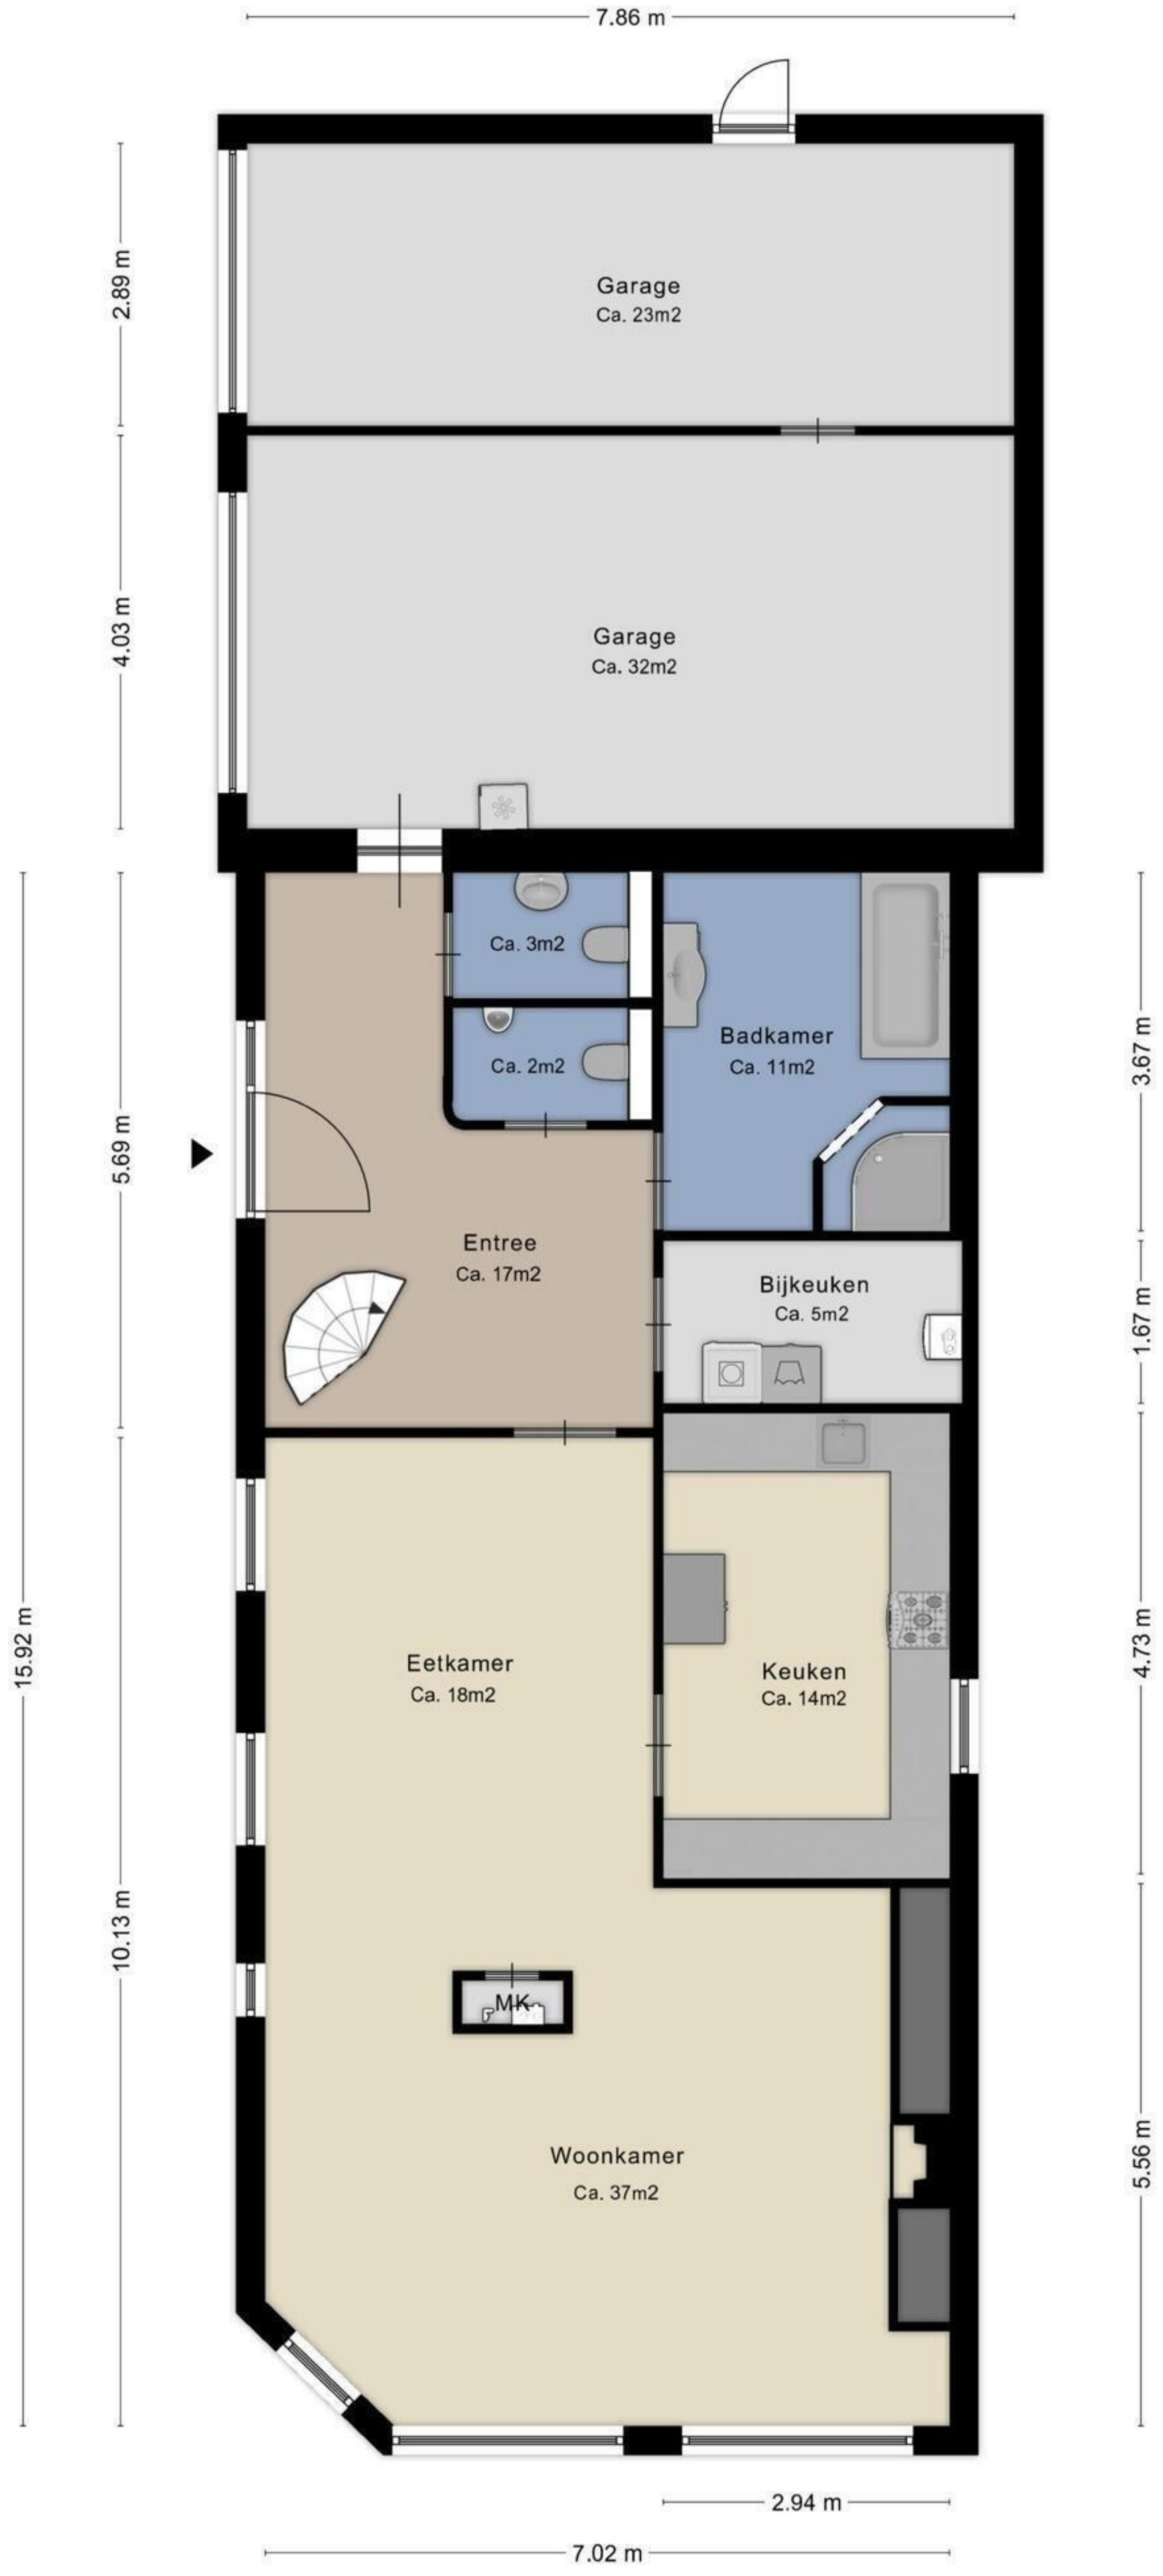 7.86 m
2.89 m
Garage
Ca. 23m2
4.03 m
Garage
Ca. 32m2
Ca. 3m2
Badkamer
Ca. 11m2
3.67 m
Ca. 2m2
5.69 m
Entree
Ca. 17m2
Bijkeuken
Ca. 5m2
1.67 m
15.92 m
Eetkamer
Ca. 18m2
Keuken
Ca. 14m2
4.73 m
10.13 m
MK
Woonkamer
Ca. 37m2
5.56 m
2.94 m
7.02 m